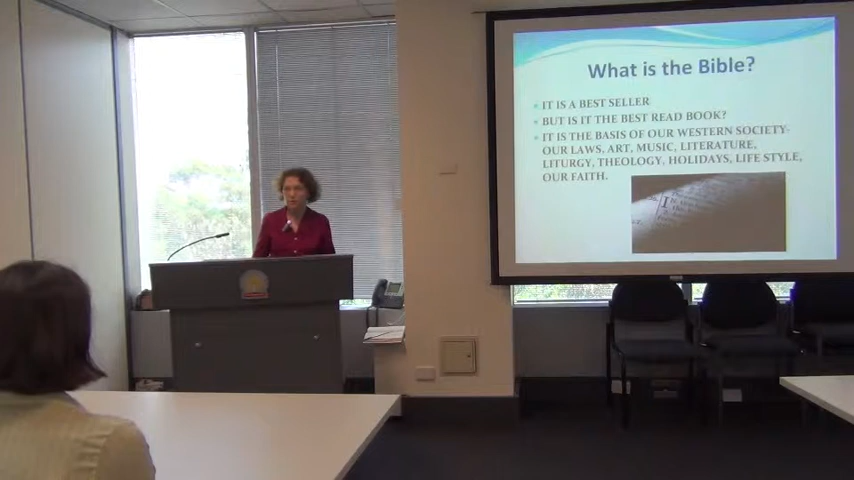 What is the Bible?
IT IS A BEST SELLER
BUT IS IT THE BEST READ BOOK?
IT IS THE BASIS OF OUR WESTERN SOCIETY-
OUR LAWS, ART, MUSIC, LITERATURE,
LITURGY, THEOLOGY, HOLIDAYS, LIFE STYLE,
OUR FAITH.